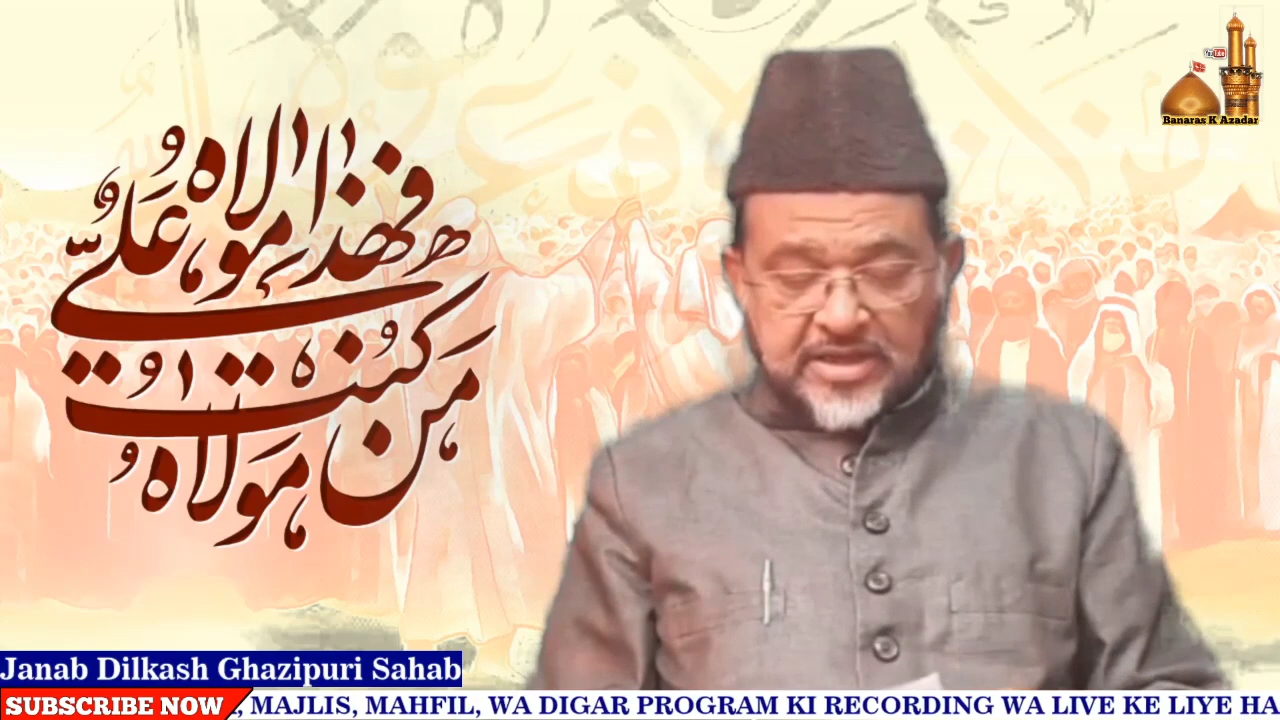 Banaras K Azadar
من كنت مولاه
فهذا علي مولاه
Janab Dilkash Ghazipuri Sahab
SUBSCRIBE NOW , MAJLIS, MAHFIL, WA DIGAR PROGRAM KI RECORDING WA LIVE KE LIYE HA